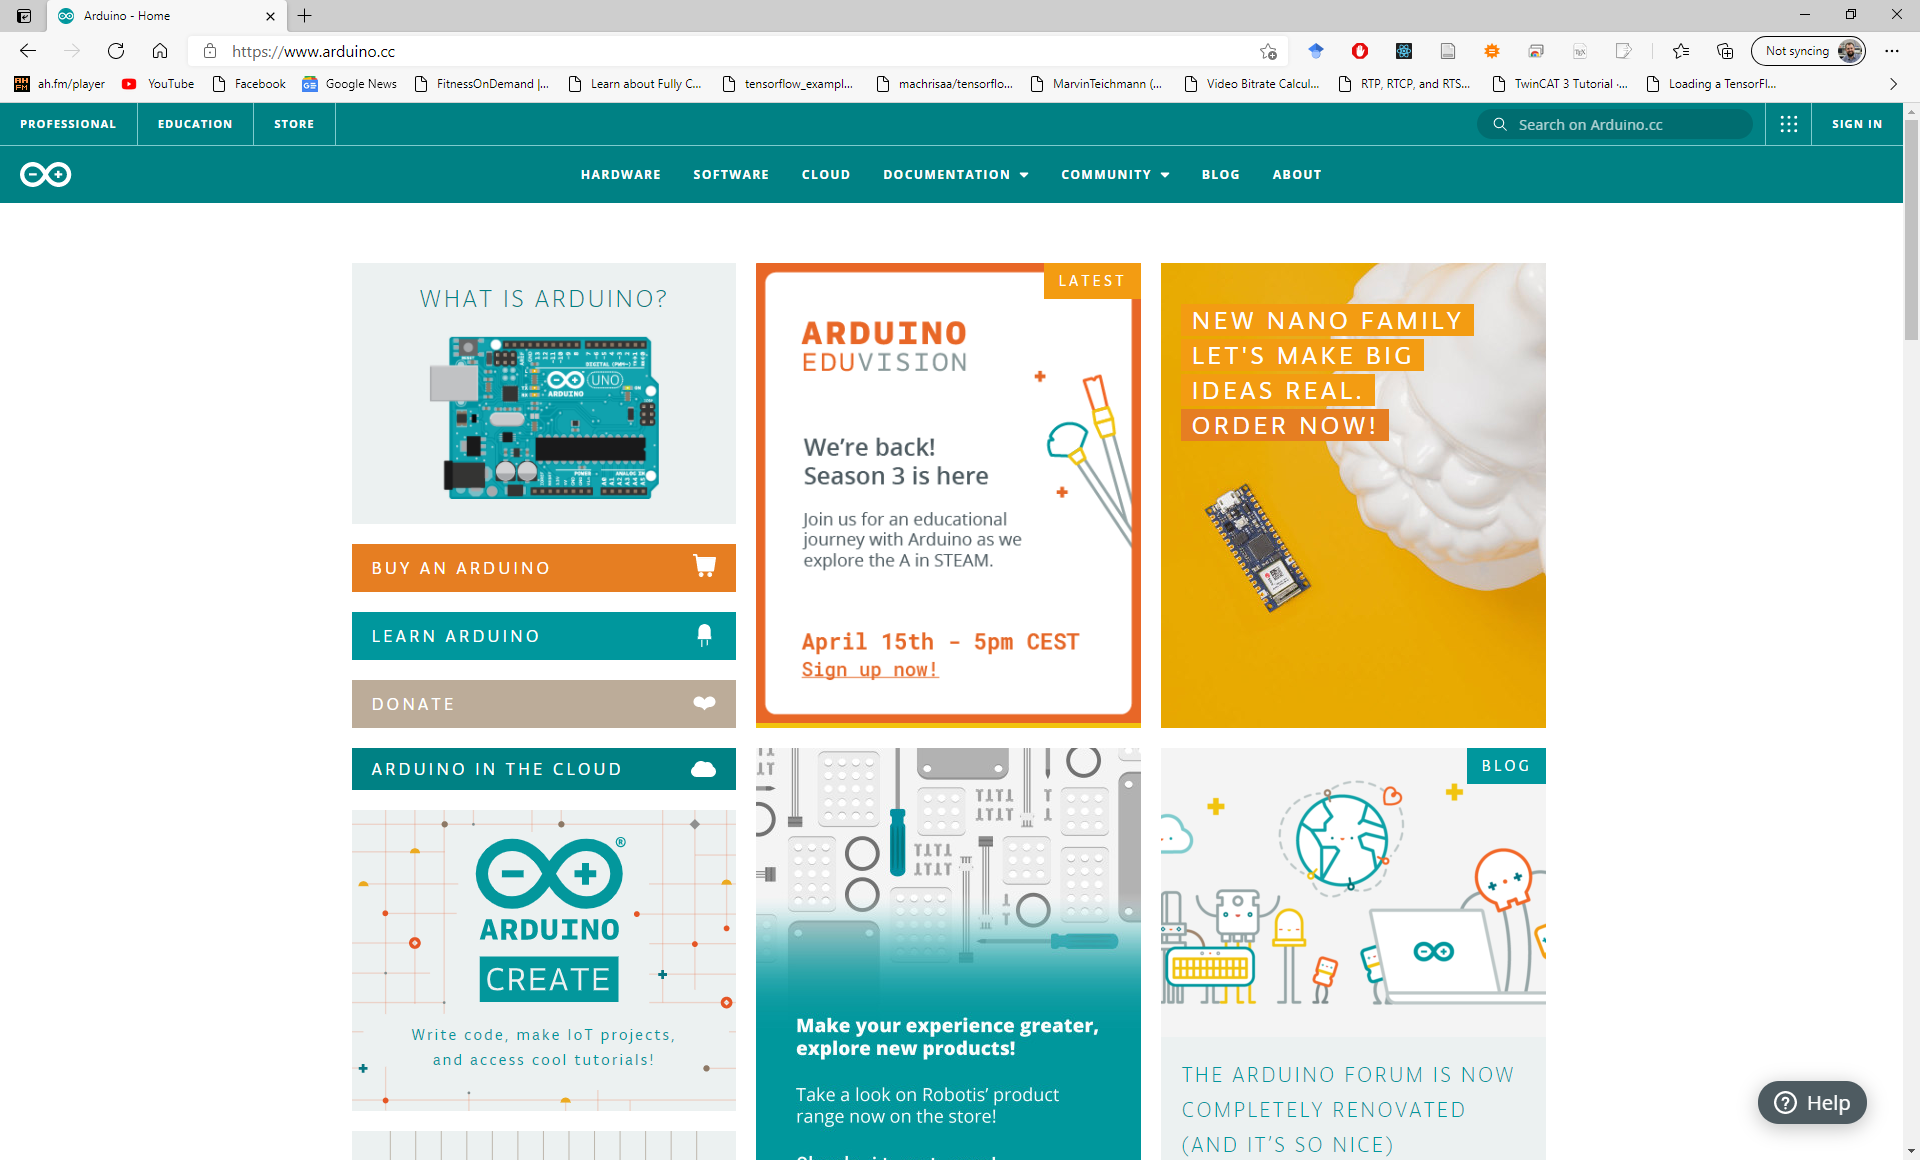 Arduino - Home
https://www.arduino.cc
Not syncing
ah.fm/player
YouTube
Facebook
Google News
FitnessOnDemand |...
Learn about Fully C...
tensorflow_exampl...
machrisaa/tensorflo...
MarvinTeichmann (...
Video Bitrate Calcul...
RTP, RTCP, and RTS...
TwinCAT 3 Tutorial -...
Loading a TensorFl...
PROFESSIONAL
EDUCATION
STORE
Search on Arduino.cc
SIGN IN
HARDWARE
SOFTWARE
CLOUD
DOCUMENTATION
COMMUNITY
BLOG
ABOUT
WHAT IS ARDUINO?
UNO
ARDUINO
BUY AN ARDUINO
LEARN ARDUINO
DONATE
ARDUINO IN THE CLOUD
ARDUINO
CREATE
Write code, make IoT projects,
and access cool tutorials!
LATEST
ARDUINO
EDUVISION
We’re back!
Season 3 is here
Join us for an educational
journey with Arduino as we
explore the A in STEAM.
April 15th - 5pm CEST
Sign up now!
Make your experience greater,
explore new products!
Take a look on Robotis’ product
range now on the store!
NEW NANO FAMILY
LET'S MAKE BIG
IDEAS REAL.
ORDER NOW!
BLOG
THE ARDUINO FORUM IS NOW
COMPLETELY RENOVATED
(AND IT’S SO NICE)
Help